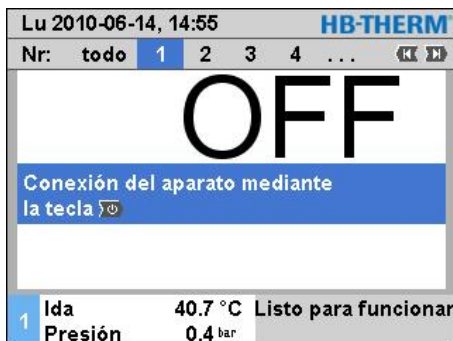 Lu 2010-06-14, 14:55 HB-THERM
Nr: todo 1 2 3 4 ...
OFF
Conexión del aparato mediante
la tecla
1 Ida 40.7 °C Listo para funcionar
Presión 0.4 bar